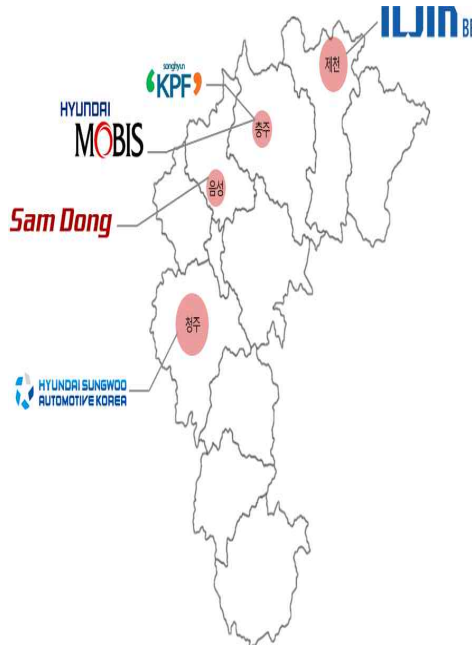 ILJIN BE
제천
songhyun
KPF
충주
HYUNDAI
MOBIS
음성
Sam Dong
청주
HYUNDAI SUNGWOO
AUTOMOTIVE KOREA